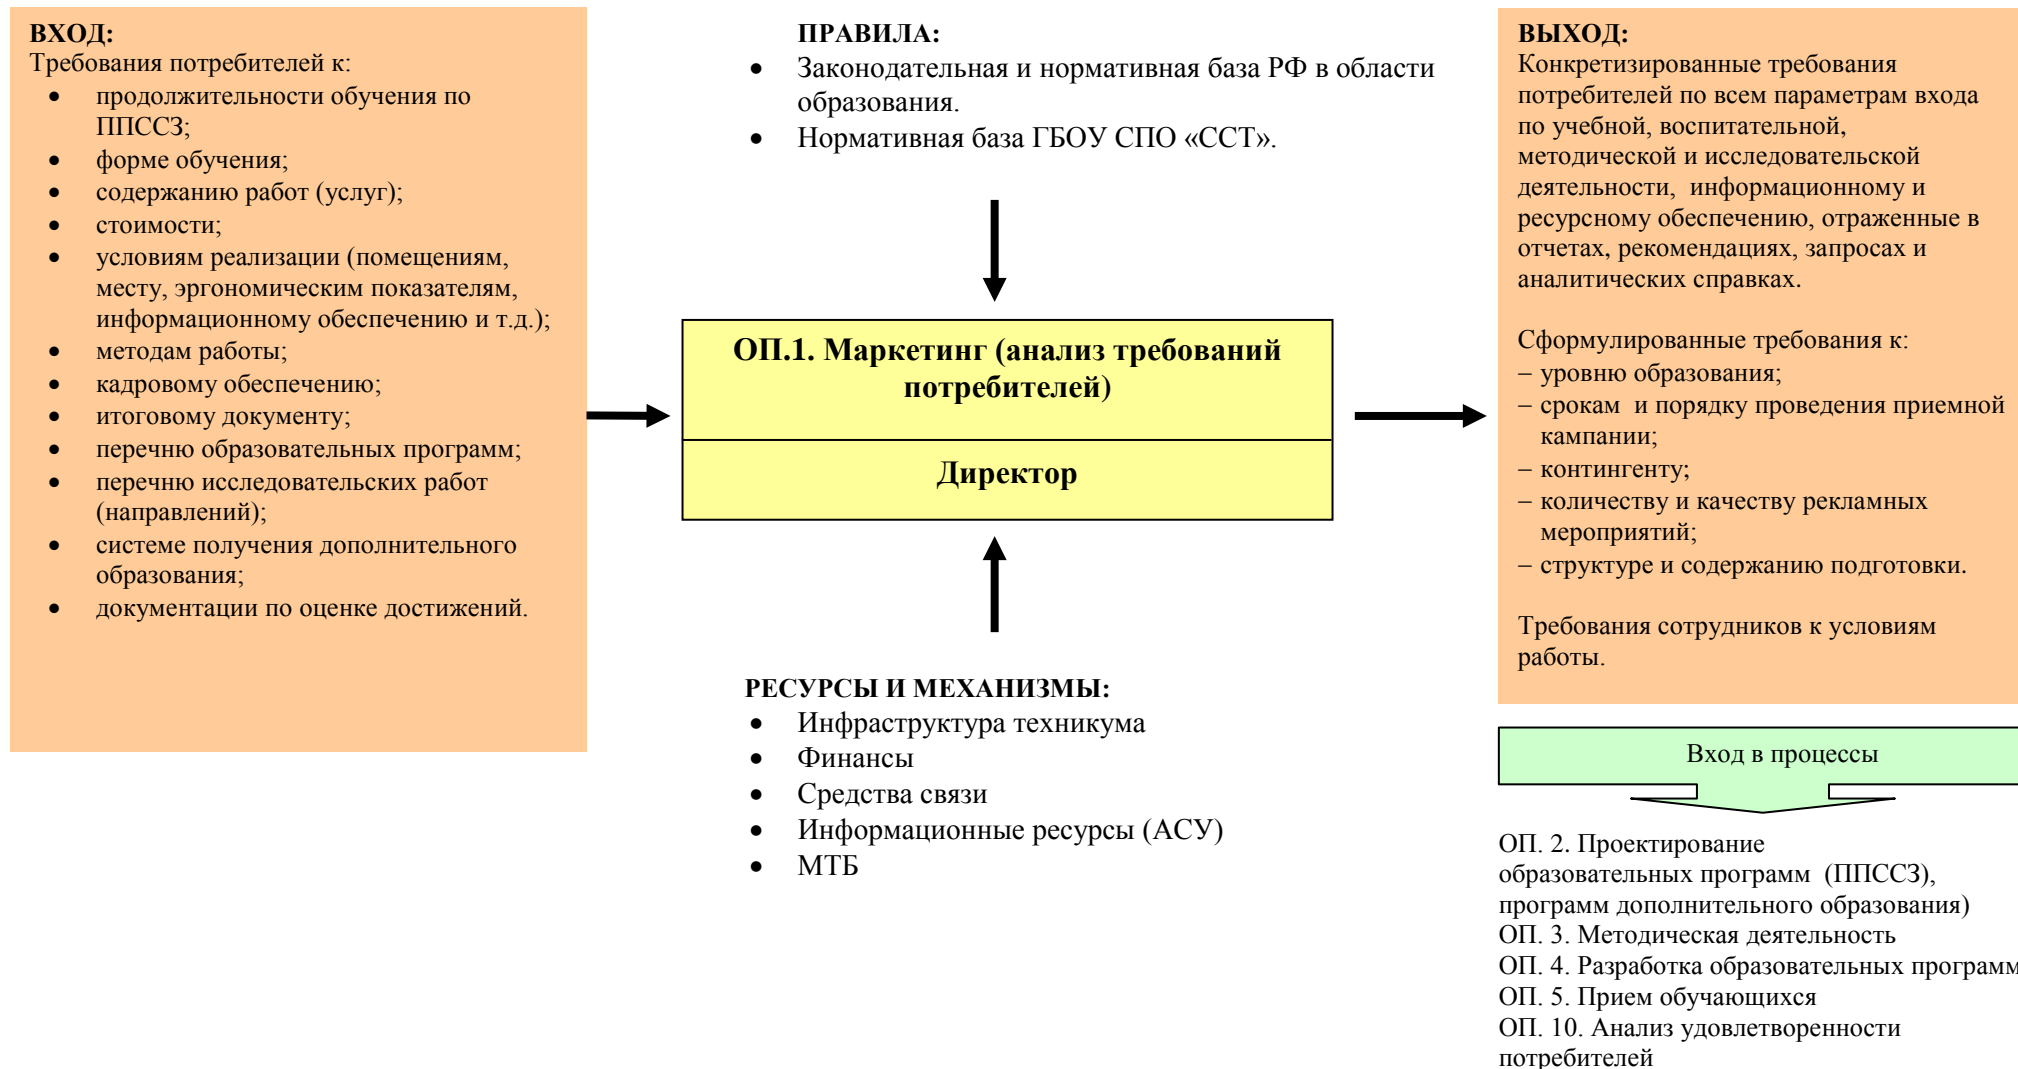 ВХОД:
Требования потребителей к:
• продолжительности обучения по
ППССЗ;
• форме обучения;
• содержанию работ (услуг);
• стоимости;
• условиям реализации (помещениям,
месту, эргономическим показателям,
информационному обеспечению и т.д.);
• методам работы;
• кадровому обеспечению;
• итоговому документу;
• перечню образовательных программ;
• перечню исследовательских работ
(направлений);
• системе получения дополнительного
образования;
• документации по оценке достижений.
ПРАВИЛА:
• Законодательная и нормативная база РФ в области
образования.
• Нормативная база ГБОУ СПО «ССТ».
ОП.1. Маркетинг (анализ требований
потребителей)
Директор
РЕСУРСЫ И МЕХАНИЗМЫ:
• Инфраструктура техникума
• Финансы
• Средства связи
• Информационные ресурсы (АСУ)
• МТБ
ВЫХОД:
Конкретизированные требования
потребителей по всем параметрам входа
по учебной, воспитательной,
методической и исследовательской
деятельности, информационному и
ресурсному обеспечению, отраженные в
отчетах, рекомендациях, запросах и
аналитических справках.
Сформулированные требования к:
− уровню образования;
− срокам и порядку проведения приемной
кампании;
− контингенту;
− количеству и качеству рекламных
мероприятий;
− структуре и содержанию подготовки.
Требования сотрудников к условиям
работы.
Вход в процессы
ОП. 2. Проектирование
образовательных программ (ППССЗ),
программ дополнительного образования)
ОП. 3. Методическая деятельность
ОП. 4. Разработка образовательных программ
ОП. 5. Прием обучающихся
ОП. 10. Анализ удовлетворенности
потребителей